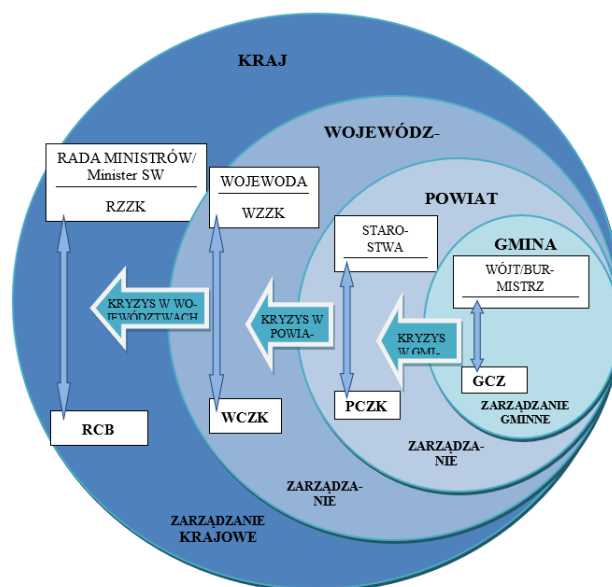 KRAJ
WOJEWÓDZ-
POWIAT
GMINA
RADA MINISTRÓW/
Minister SW
RZZK
WOJEWODA
WZZK
STARO-
STWA
WÓJT/BUR-
MISTRZ
KRYZYS W WO-
JEWÓDZTWACH
KRYZYS W
POWIA-
KRYZYS
W GMI-
RCB
WCZK
PCZK
GCZ
ZARZĄDZANIE
GMINNE
ZARZĄDZA-
NIE
ZARZĄDZA-
NIE
ZARZĄDZANIE
KRAJOWE